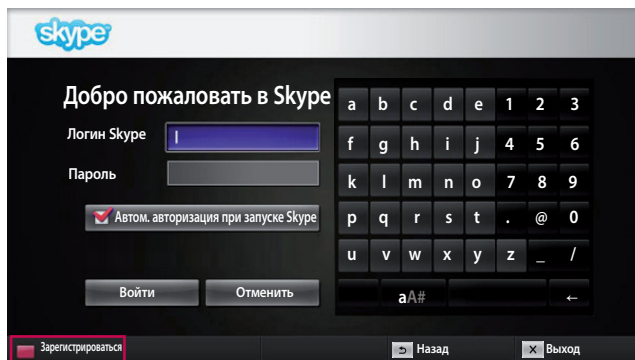 skype
Добро пожаловать в Skype
Логин Skype
Пароль
Автом. авторизация при запуске Skype
Войти Отменить
a b c d e 1 2 3
f g h i j 4 5 6
k l m n o 7 8 9
p q r s t . @ 0
u v w x y z _ /
aA# ←
Зарегистрироваться Назад X Выход